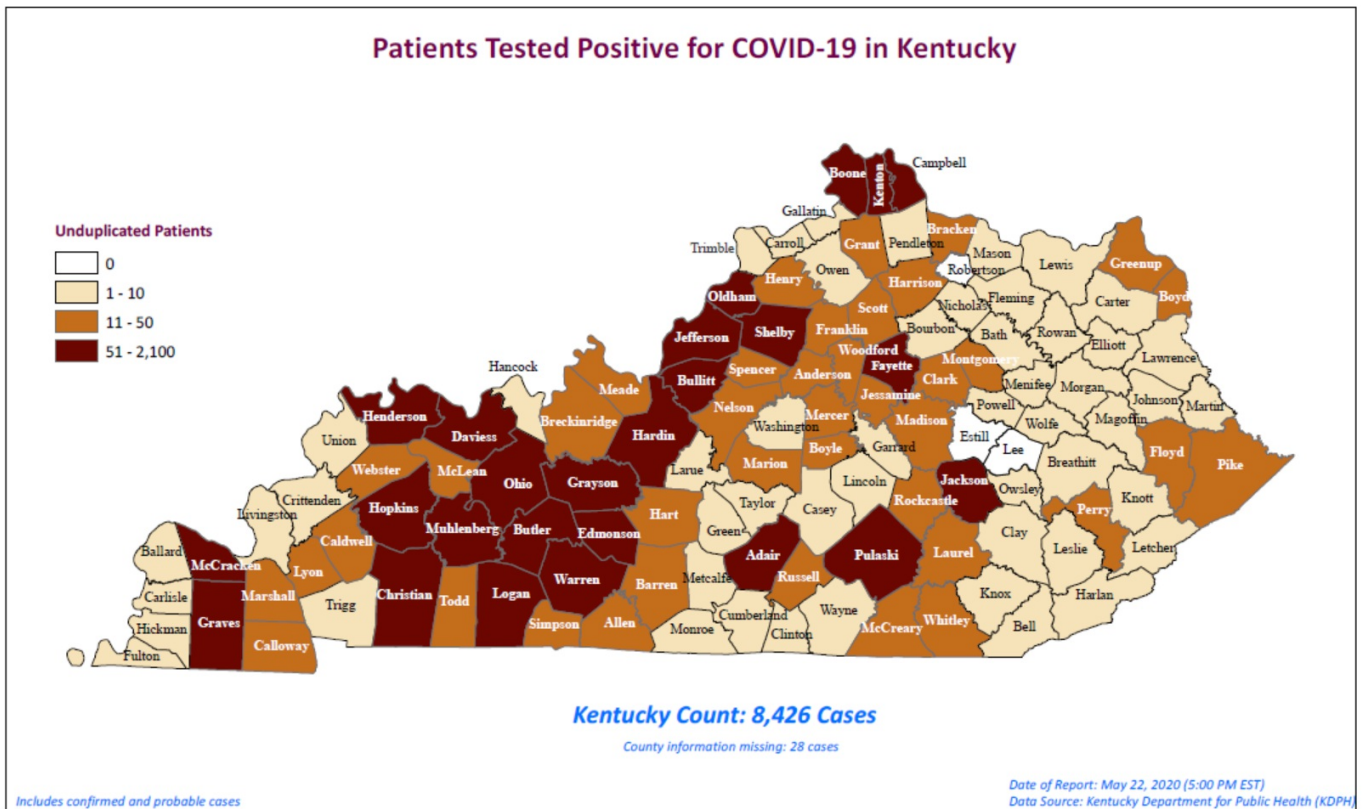 Patients Tested Positive for COVID-19 in Kentucky
Unduplicated Patients
0
1 - 10
11 - 50
51 - 2,100
Boone
Kenton
Campbell
Gallatin
Trimble
Carroll
Grant
Pendleton
Bracken
Mason
Robertson
Lewis
Greenup
Boyd
Henry
Owen
Harrison
Nicholas
Fleming
Carter
Oldham
Scott
Bourbon
Bath
Rowan
Elliott
Lawrence
Jefferson
Shelby
Franklin
Woodford
Fayette
Montgomery
Clark
Menifee
Morgan
Johnson
Martin
Hancock
Meade
Bullitt
Spencer
Anderson
Jessamine
Powell
Wolfe
Magoffin
Henderson
Daviess
Breckinridge
Hardin
Nelson
Washington
Mercer
Madison
Estill
Lee
Breathitt
Floyd
Pike
Union
Webster
McLean
Ohio
Grayson
Larue
Marion
Boyle
Garrard
Lincoln
Rockcastle
Jackson
Owsley
Perry
Knott
Crittenden
Livingston
Hopkins
Muhlenberg
Butler
Edmonson
Hart
Green
Taylor
Casey
Clay
Leslie
Letcher
Ballard
McCracken
Caldwell
Lyon
Warren
Barren
Metcalfe
Adair
Russell
Pulaski
Laurel
Knox
Harlan
Carlisle
Graves
Marshall
Trigg
Christian
Todd
Logan
Simpson
Allen
Monroe
Cumberland
Clinton
Wayne
McCreary
Whitley
Bell
Hickman
Fulton
Calloway
Kentucky Count: 8,426 Cases
County information missing: 28 cases
Includes confirmed and probable cases
Date of Report: May 22, 2020 (5:00 PM EST)
Data Source: Kentucky Department for Public Health (KDPH)